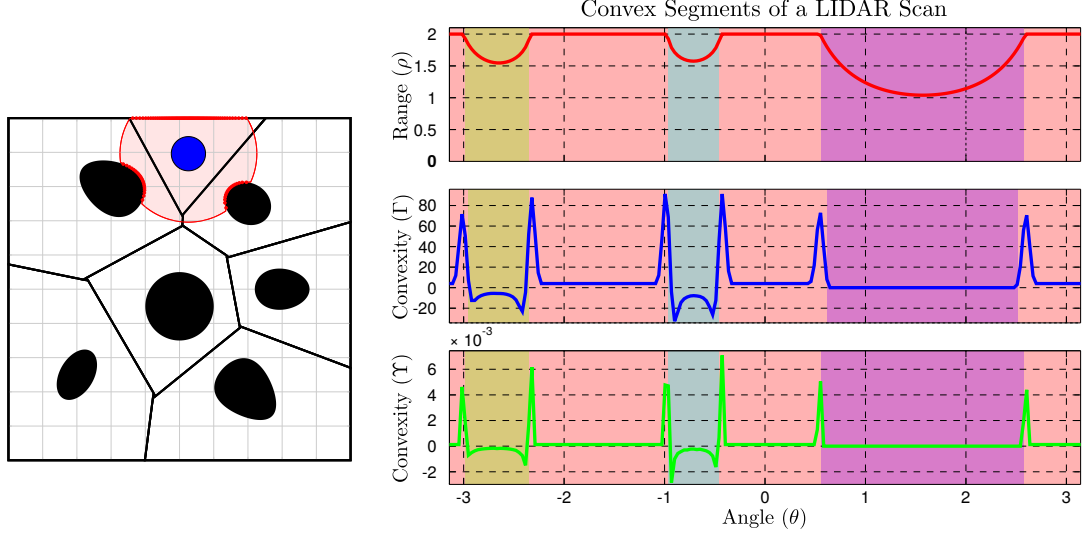 Convex Segments of a LIDAR Scan
Range (ρ)
2
1.5
1
0.5
0
Convexity (Γ)
80
60
40
20
0
-20
× 10⁻³
Convexity (ϒ)
6
4
2
0
-2
-3 -2 -1 0 1 2 3
Angle (θ)